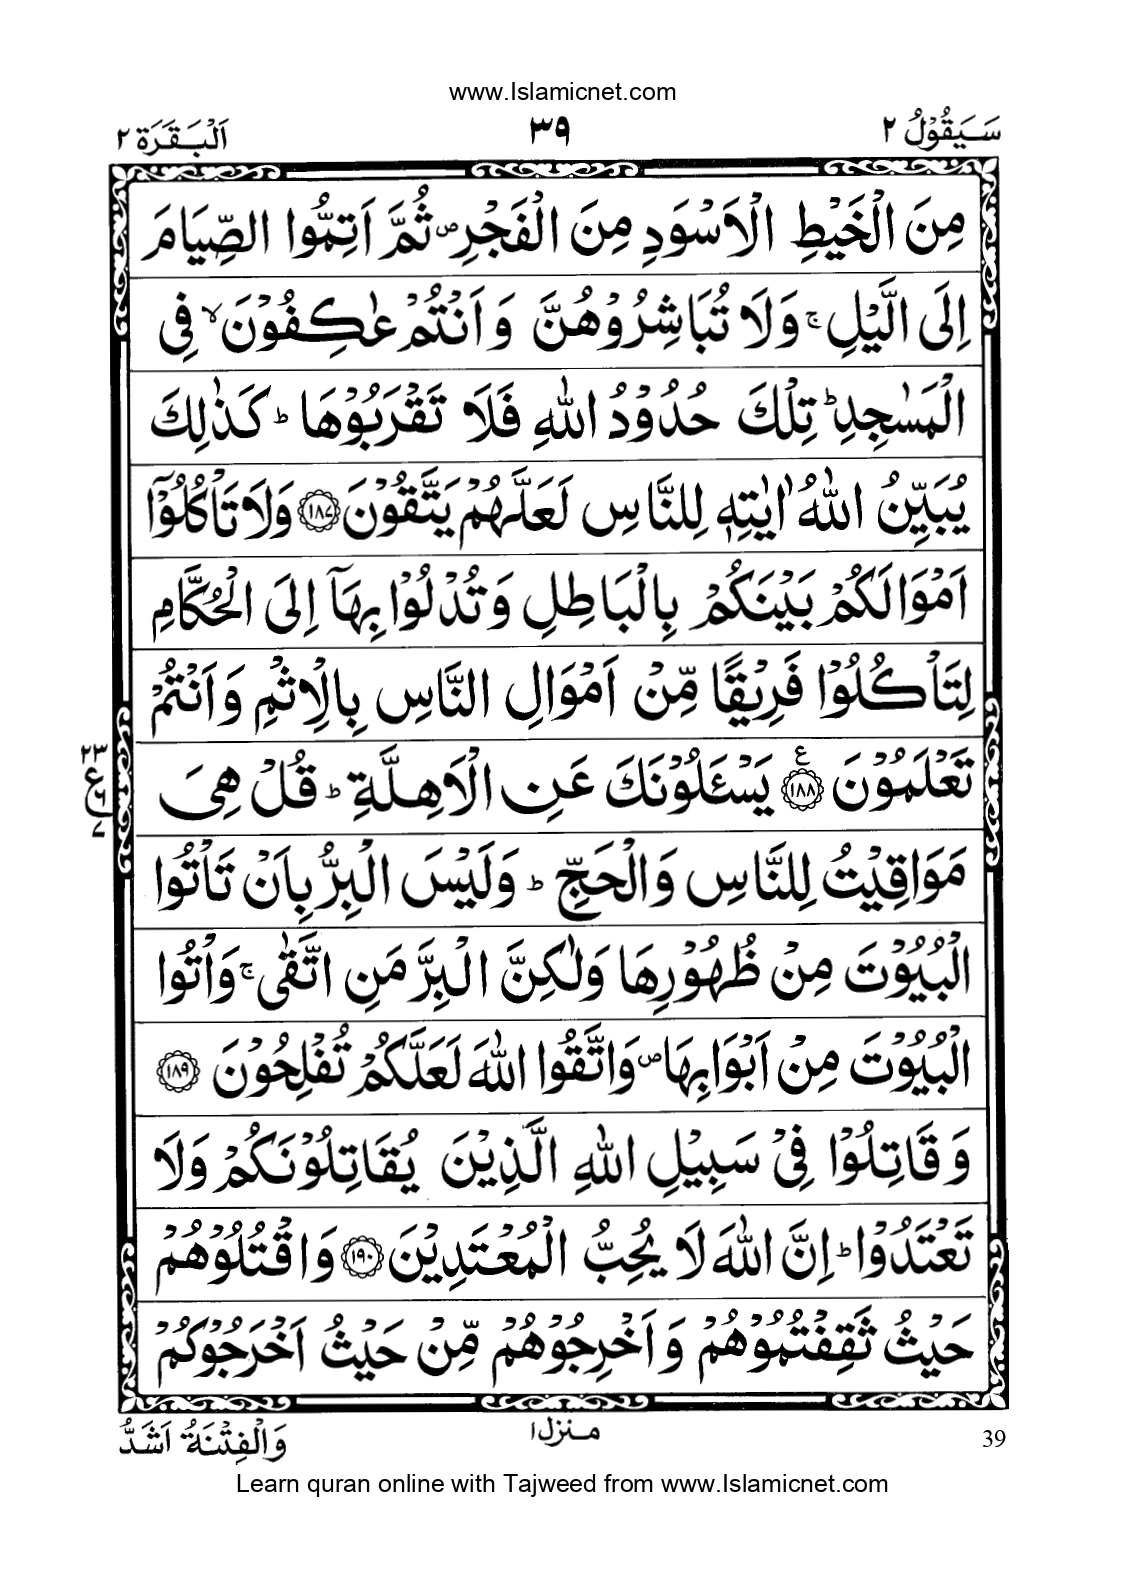 www.Islamicnet.com
سَيَقُوْلُ ٢
٣٩
اَلْبَقَرَة ٢
مِنَ الْخَيْطِ الْاَسْوَدِ مِنَ الْفَجْرِ ۪ ثُمَّ اَتِمُّوا الصِّيَامَ
اِلَى الَّيْلِ ۚ وَلَا تُبَاشِرُوْهُنَّ وَاَنْتُمْ عٰكِفُوْنَ ۙ فِى
الْمَسٰجِدِ ؕ تِلْكَ حُدُوْدُ اللّٰهِ فَلَا تَقْرَبُوْهَا ؕ كَذٰلِكَ
يُبَيِّنُ اللّٰهُ اٰيٰتِهٖ لِلنَّاسِ لَعَلَّهُمْ يَتَّقُوْنَ ﴿١٨٧﴾ وَلَا تَاْكُلُوْۤا
اَمْوَالَكُمْ بَيْنَكُمْ بِالْبَاطِلِ وَتُدْلُوْا بِهَاۤ اِلَى الْحُكَّامِ
لِتَاْكُلُوْا فَرِيْقًا مِّنْ اَمْوَالِ النَّاسِ بِالْاِثْمِ وَاَنْتُمْ
تَعْلَمُوْنَ ﴿١٨٨﴾ ع يَسْـَٔلُوْنَكَ عَنِ الْاَهِلَّةِ ؕ قُلْ هِىَ
٢٣
ع
٦
٧
مَوَاقِيْتُ لِلنَّاسِ وَالْحَجِّ ؕ وَلَيْسَ الْبِرُّ بِاَنْ تَاْتُوا
الْبُيُوْتَ مِنْ ظُهُوْرِهَا وَلٰكِنَّ الْبِرَّ مَنِ اتَّقٰى ۚ وَاْتُوا
الْبُيُوْتَ مِنْ اَبْوَابِهَا ۪ وَاتَّقُوا اللّٰهَ لَعَلَّكُمْ تُفْلِحُوْنَ ﴿١٨٩﴾
وَقَاتِلُوْا فِىْ سَبِيْلِ اللّٰهِ الَّذِيْنَ يُقَاتِلُوْنَكُمْ وَلَا
تَعْتَدُوْا ؕ اِنَّ اللّٰهَ لَا يُحِبُّ الْمُعْتَدِيْنَ ﴿١٩٠﴾ وَاقْتُلُوْهُمْ
حَيْثُ ثَقِفْتُمُوْهُمْ وَاَخْرِجُوْهُمْ مِّنْ حَيْثُ اَخْرَجُوْكُمْ
وَالْفِتْنَةُ اَشَدُّ
منزل١
39
Learn quran online with Tajweed from www.Islamicnet.com